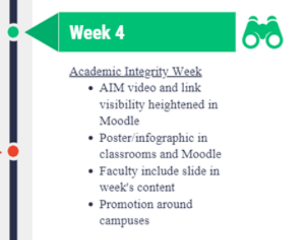 Week 4
Academic Integrity Week
• AIM video and link
visibility heightened in
Moodle
• Poster/infographic in
classrooms and Moodle
• Faculty include slide in
week's content
• Promotion around
campuses